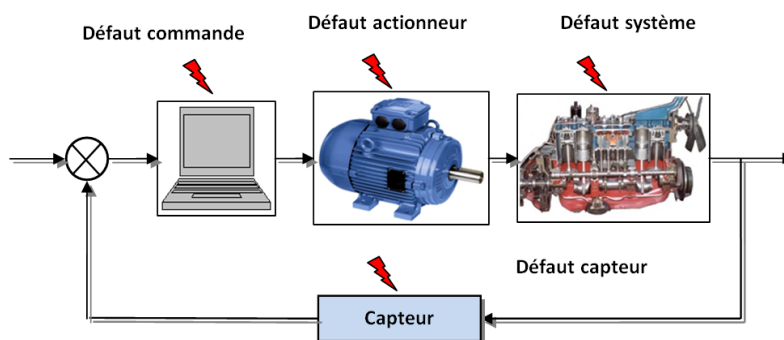 Défaut commande
Défaut actionneur
Défaut système
Défaut capteur
Capteur